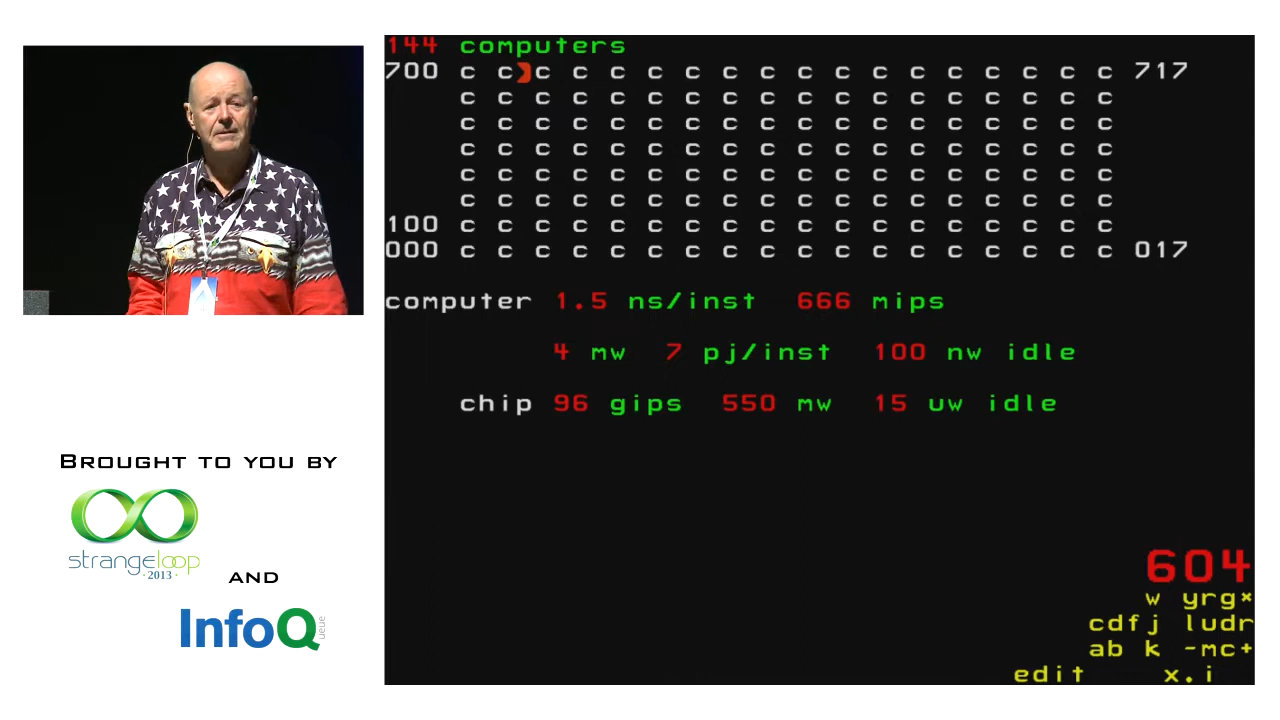 144 computers
700 c c c c c c c c c c c c c c c c c c 717
c c c c c c c c c c c c c c c c c c
c c c c c c c c c c c c c c c c c c
c c c c c c c c c c c c c c c c c c
c c c c c c c c c c c c c c c c c c
c c c c c c c c c c c c c c c c c c
100 c c c c c c c c c c c c c c c c c c
000 c c c c c c c c c c c c c c c c c c 017
computer 1.5 ns/inst 666 mips
4 mw 7 pj/inst 100 nw idle
chip 96 gips 550 mw 15 uw idle
604
w yrg*
cdfj ludr
ab k -mc+
edit x.i
BROUGHT TO YOU BY
strangeloop
·2013·
AND
InfoQ
ueue